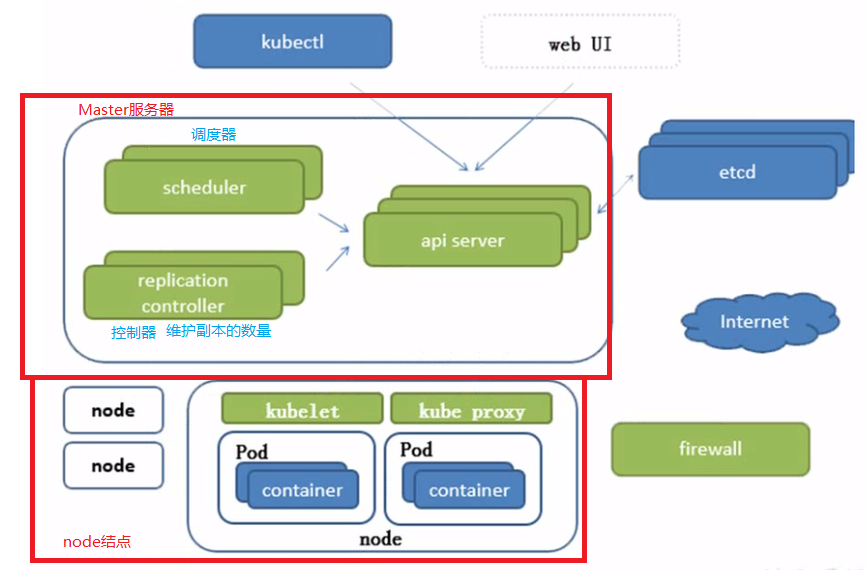 kubectl
web UI
Master服务器
调度器
scheduler
etcd
api server
replication
controller
控制器 维护副本的数量
Internet
node
kubelet
kube proxy
node
Pod
Pod
container
container
firewall
node结点
node